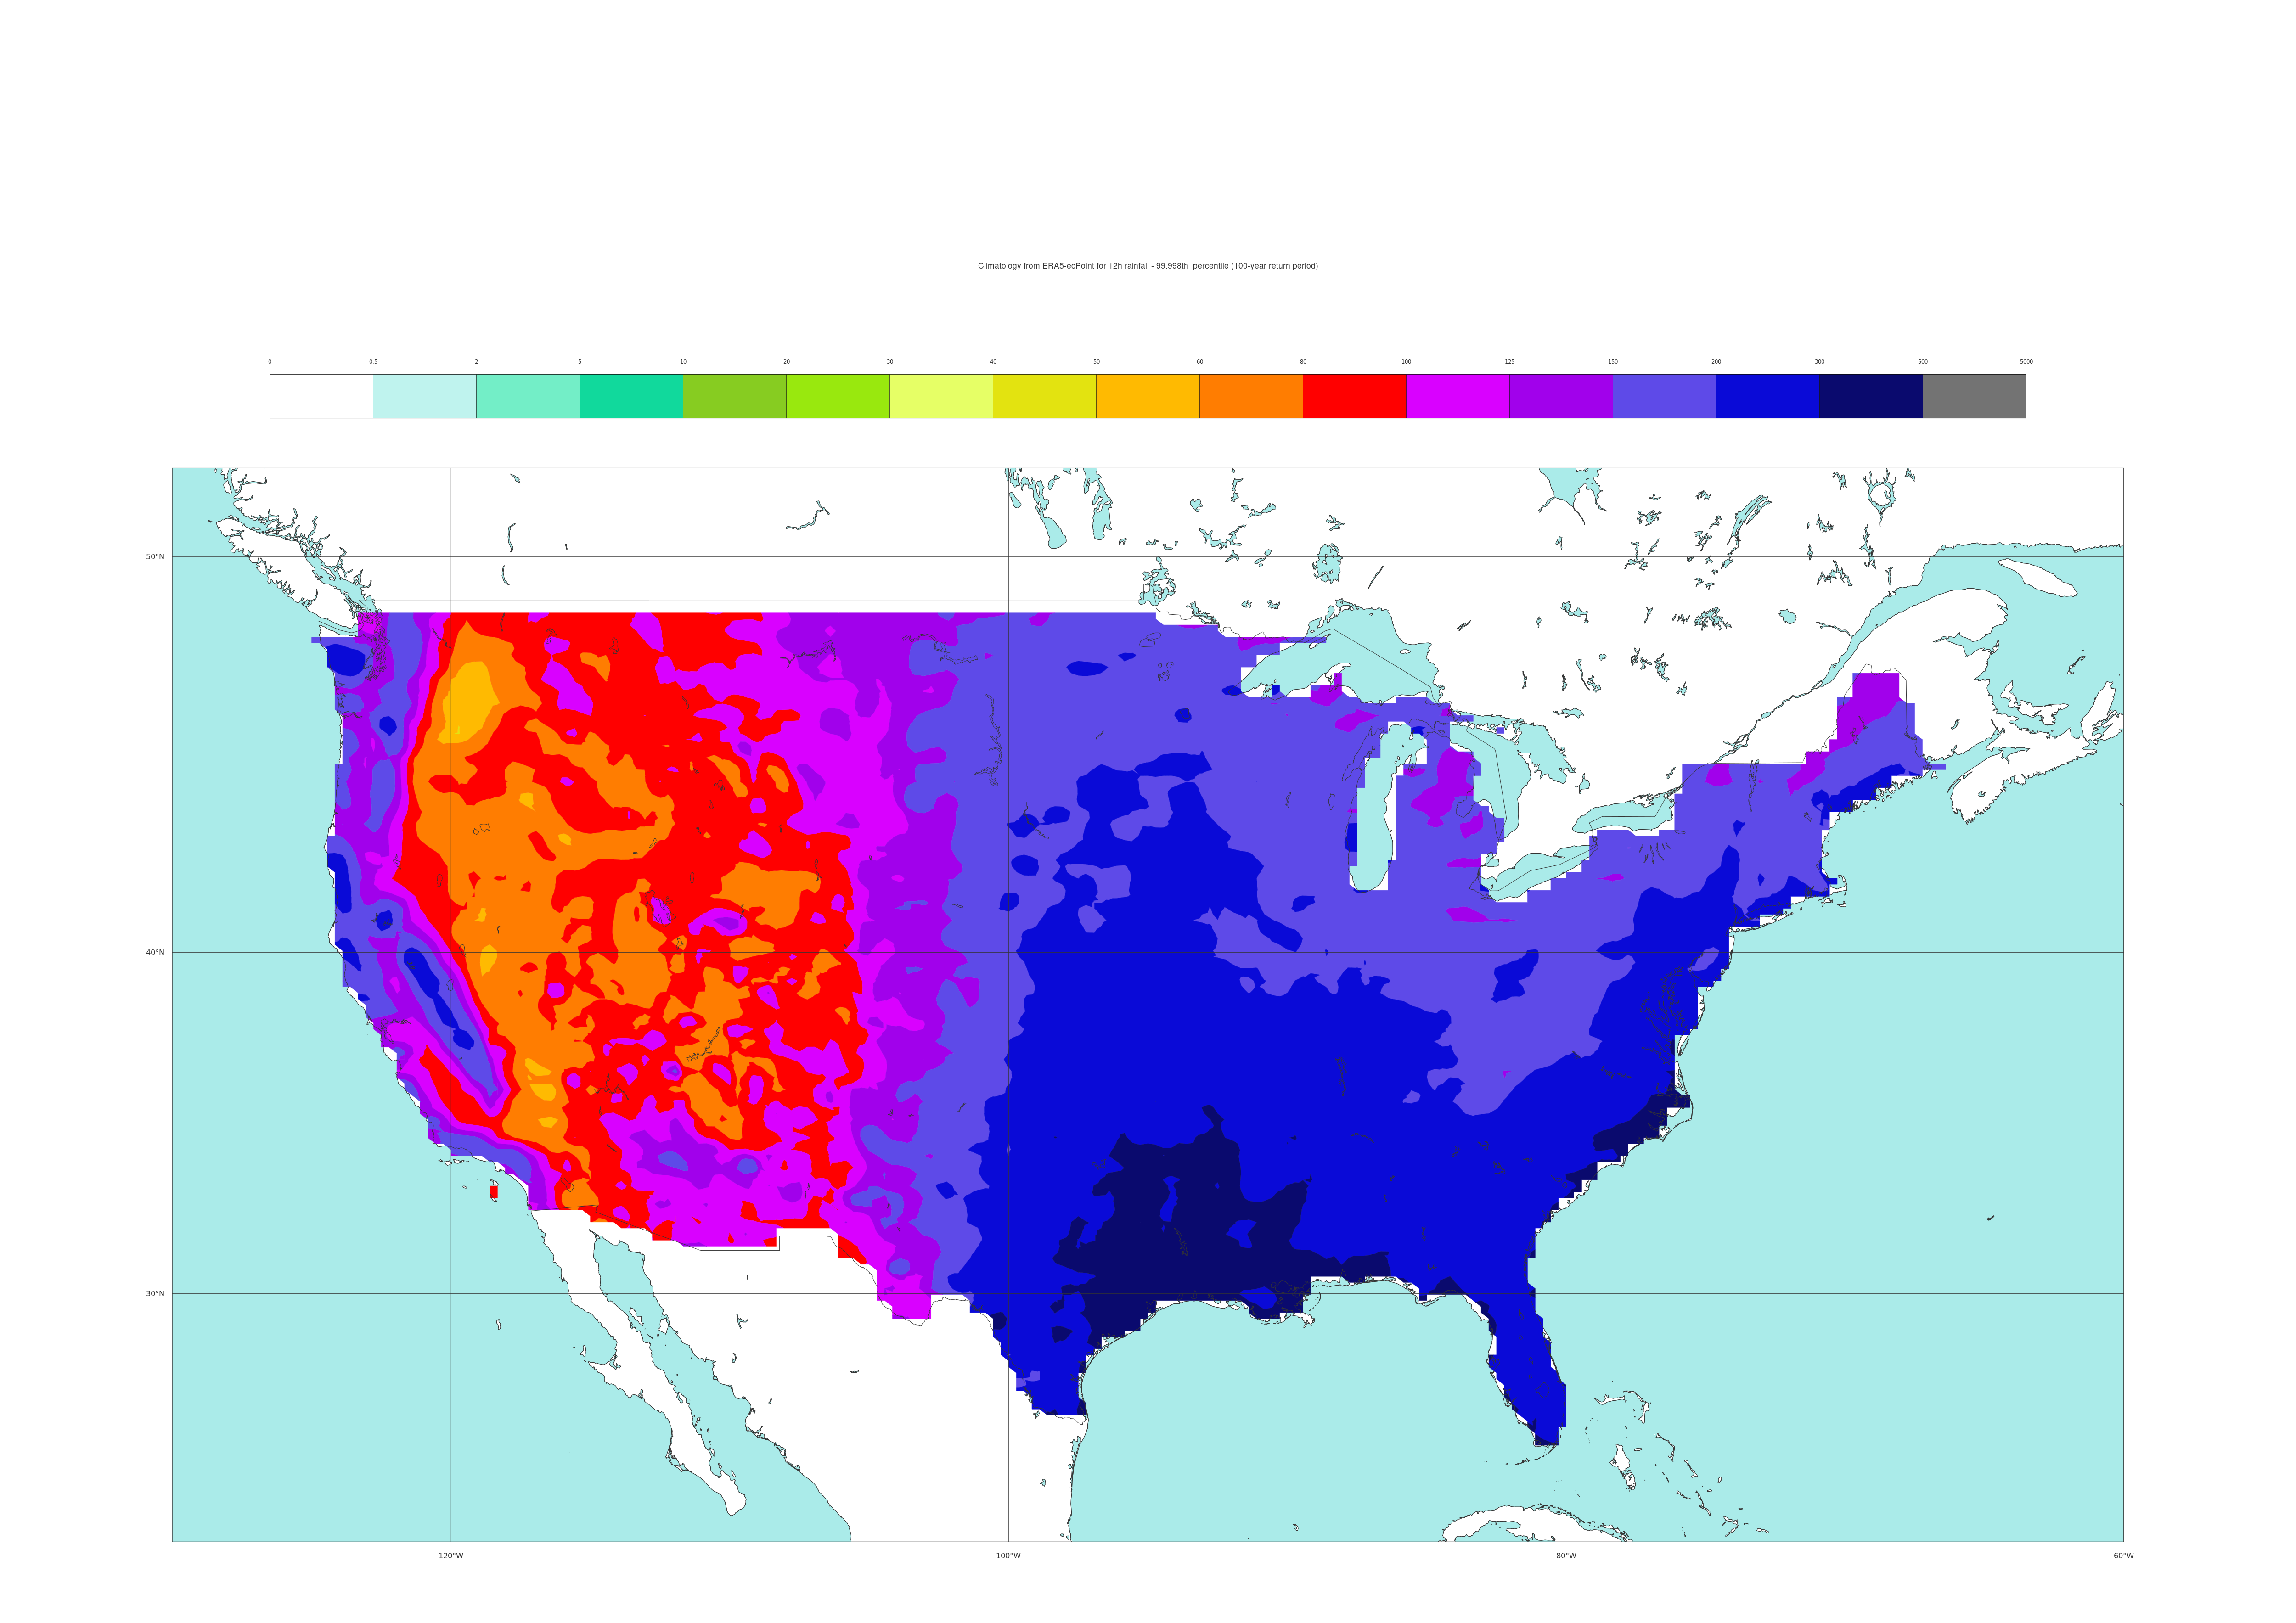 Climatology from ERA5-ecPoint for 12h rainfall - 99.998th  percentile (100-year return period)
0 0.5 2 5 10 20 30 40 50 60 80 100 125 150 200 300 500 5000
50°N
40°N
30°N
120°W 100°W 80°W 60°W